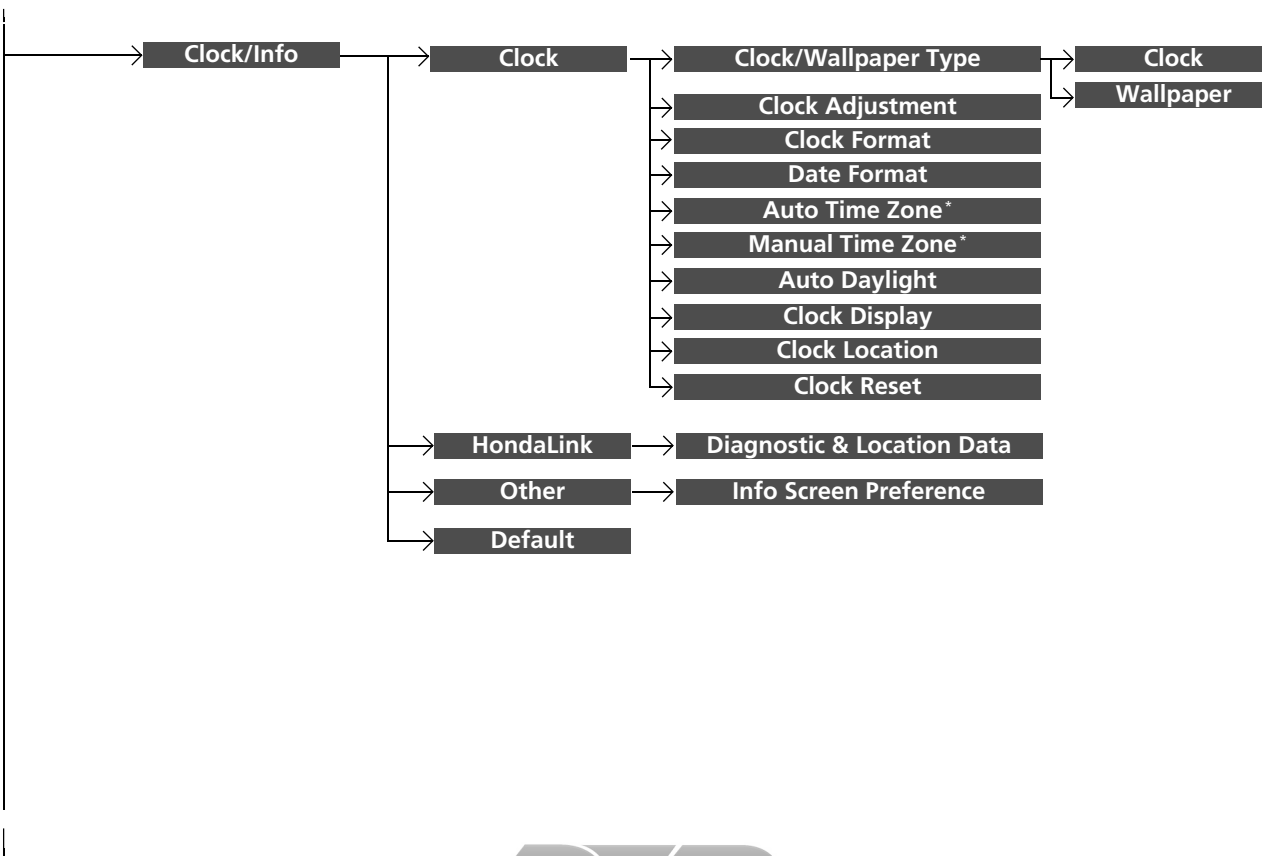 Clock/Info
Clock
Clock/Wallpaper Type
Clock
Wallpaper
Clock Adjustment
Clock Format
Date Format
Auto Time Zone*
Manual Time Zone*
Auto Daylight
Clock Display
Clock Location
Clock Reset
HondaLink
Diagnostic & Location Data
Other
Info Screen Preference
Default